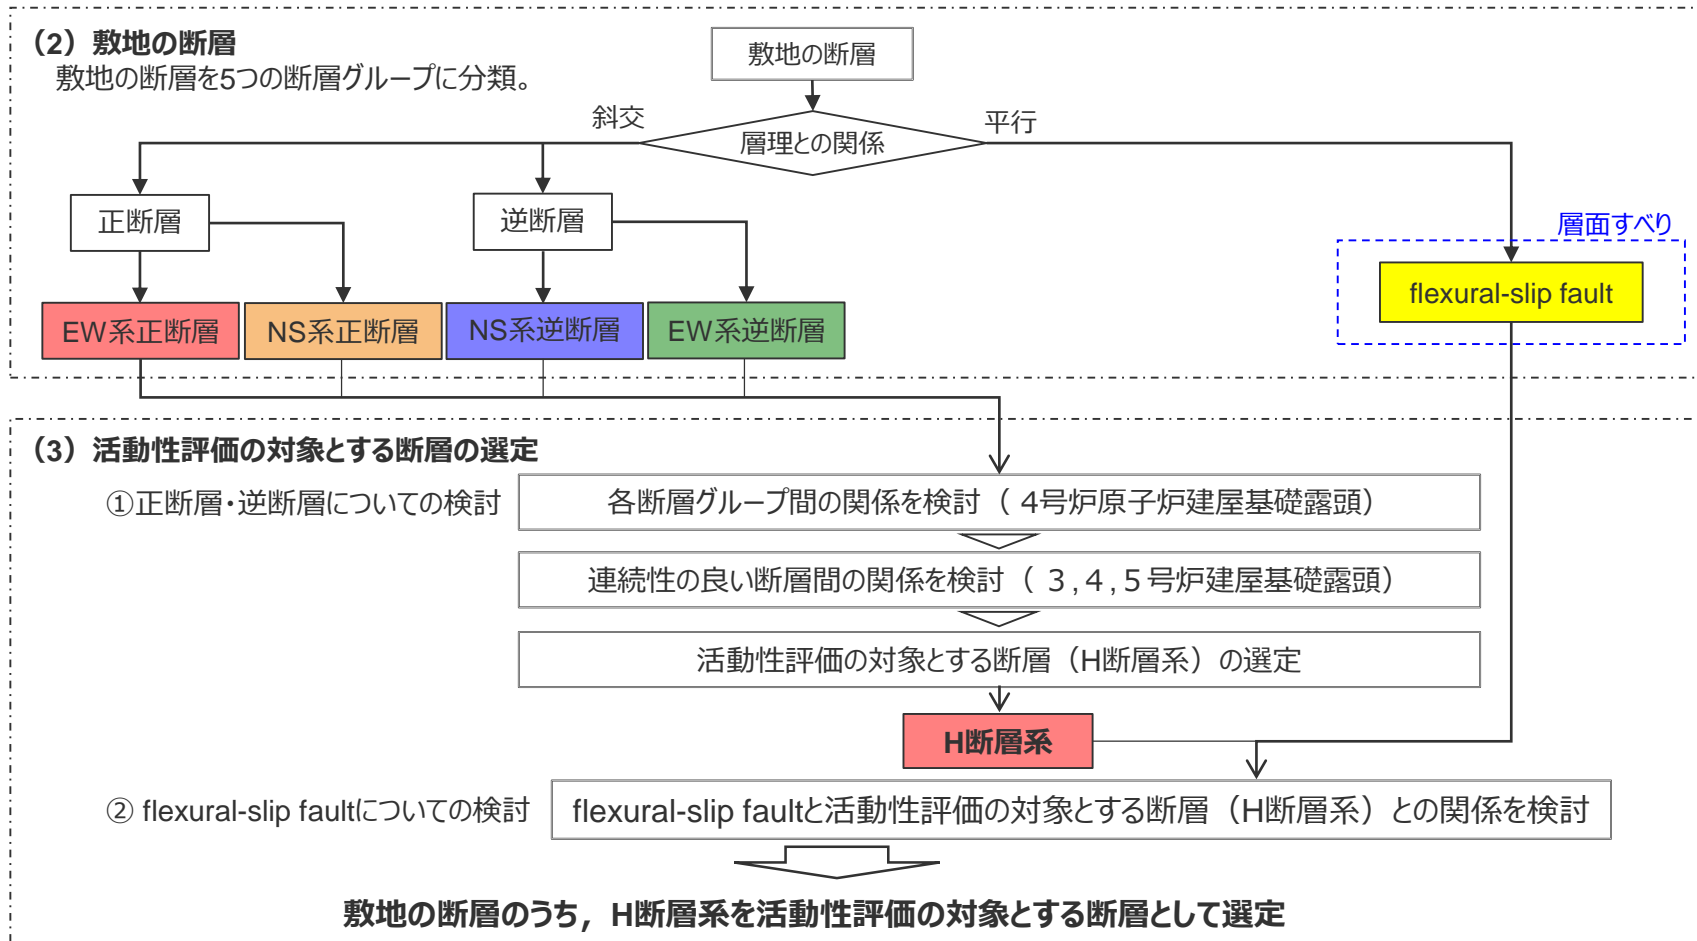 （2）敷地の断層
敷地の断層を5つの断層グループに分類。
敷地の断層
斜交
層理との関係
平行
正断層
逆断層
層面すべり
flexural-slip fault
EW系正断層
NS系正断層
NS系逆断層
EW系逆断層
（3）活動性評価の対象とする断層の選定
①正断層・逆断層についての検討
各断層グループ間の関係を検討（ 4号炉原子炉建屋基礎露頭）
連続性の良い断層間の関係を検討（ ３,４,５号炉建屋基礎露頭）
活動性評価の対象とする断層（H断層系）の選定
H断層系
② flexural-slip faultについての検討
flexural-slip faultと活動性評価の対象とする断層（H断層系）との関係を検討
敷地の断層のうち，H断層系を活動性評価の対象とする断層として選定